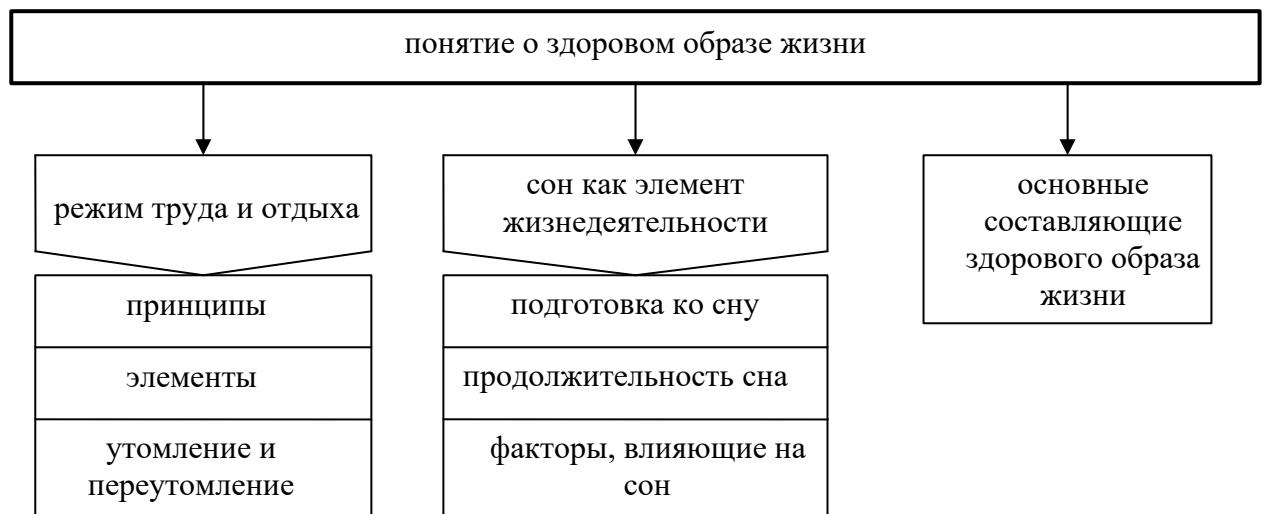 понятие о здоровом образе жизни
режим труда и отдыха
принципы
элементы
утомление и
переутомление
сон как элемент
жизнедеятельности
подготовка ко сну
продолжительность сна
факторы, влияющие на
сон
основные
составляющие
здорового образа
жизни